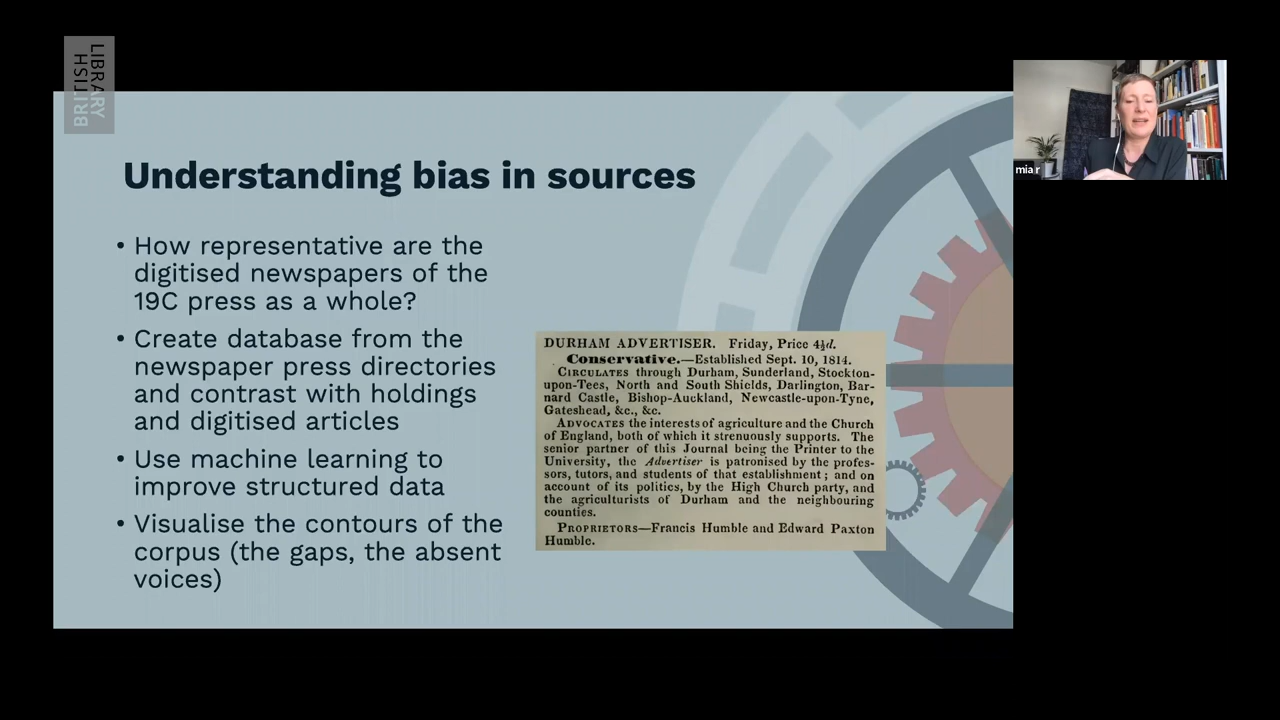 BRITISH
LIBRARY
Understanding bias in sources
• How representative are the
digitised newspapers of the
19C press as a whole?
• Create database from the
newspaper press directories
and contrast with holdings
and digitised articles
• Use machine learning to
improve structured data
• Visualise the contours of the
corpus (the gaps, the absent
voices)
DURHAM ADVERTISER. Friday, Price 4½d.
Conservative.—Established Sept. 10, 1814.
CIRCULATES through Durham, Sunderland, Stockton-
upon-Tees, North and South Shields, Darlington, Bar-
nard Castle, Bishop-Auckland, Newcastle-upon-Tyne,
Gateshead, &c., &c.
ADVOCATES the interests of agriculture and the Church
of England, both of which it strenuously supports. The
senior partner of this Journal being the Printer to the
University, the Advertiser is patronised by the profes-
sors, tutors, and students of that establishment; and on
account of its politics, by the High Church party, and
the agriculturists of Durham and the neighbouring
counties.
PROPRIETORS—Francis Humble and Edward Paxton
Humble.
mia r